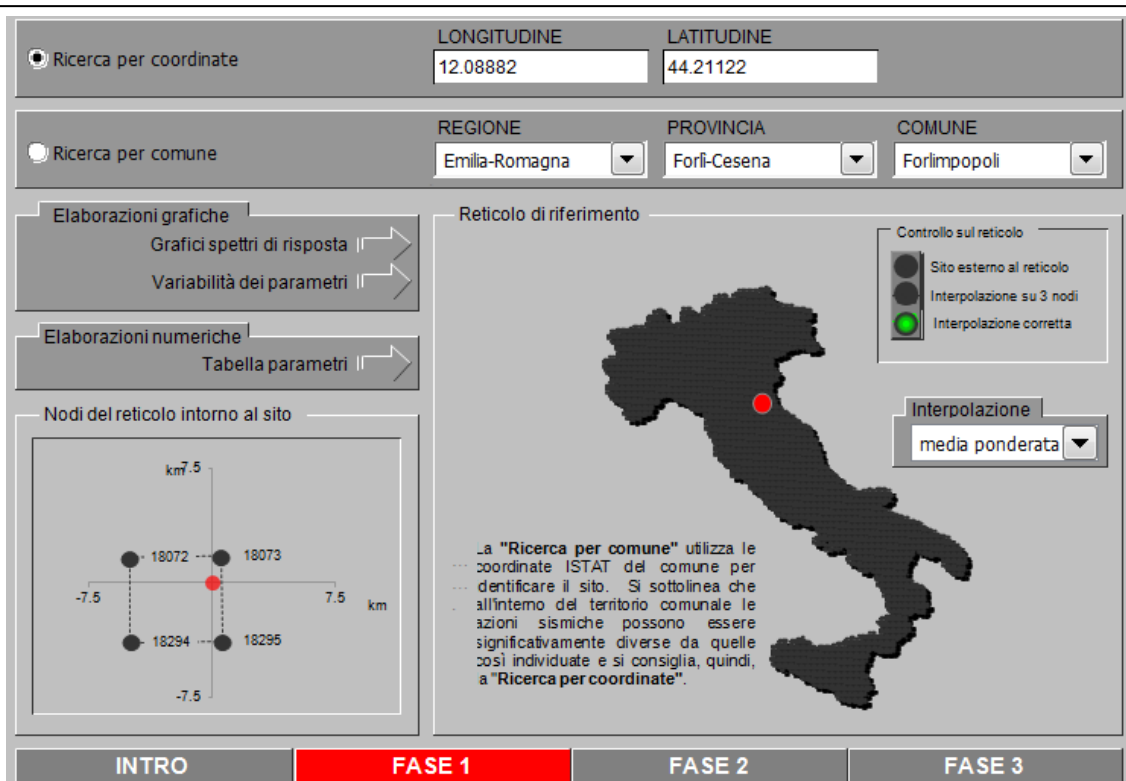 LONGITUDINE LATITUDINE
Ricerca per coordinate 12.08882 44.21122
REGIONE PROVINCIA COMUNE
Ricerca per comune Emilia-Romagna Forlì-Cesena Forlimpopoli
Elaborazioni grafiche
Grafici spettri di risposta
Variabilità dei parametri
Elaborazioni numeriche
Tabella parametri
Nodi del reticolo intorno al sito
km 7.5
18072 18073
-7.5 7.5 km
18294 18295
-7.5
Reticolo di riferimento
Controllo sul reticolo
Sito esterno al reticolo
Interpolazione su 3 nodi
Interpolazione corretta
Interpolazione
media ponderata
La "Ricerca per comune" utilizza le
coordinate ISTAT del comune per
dentificare il sito. Si sottolinea che
all'interno del territorio comunale le
azioni sismiche possono essere
significativamente diverse da quelle
così individuate e si consiglia, quindi,
a "Ricerca per coordinate".
INTRO FASE 1 FASE 2 FASE 3